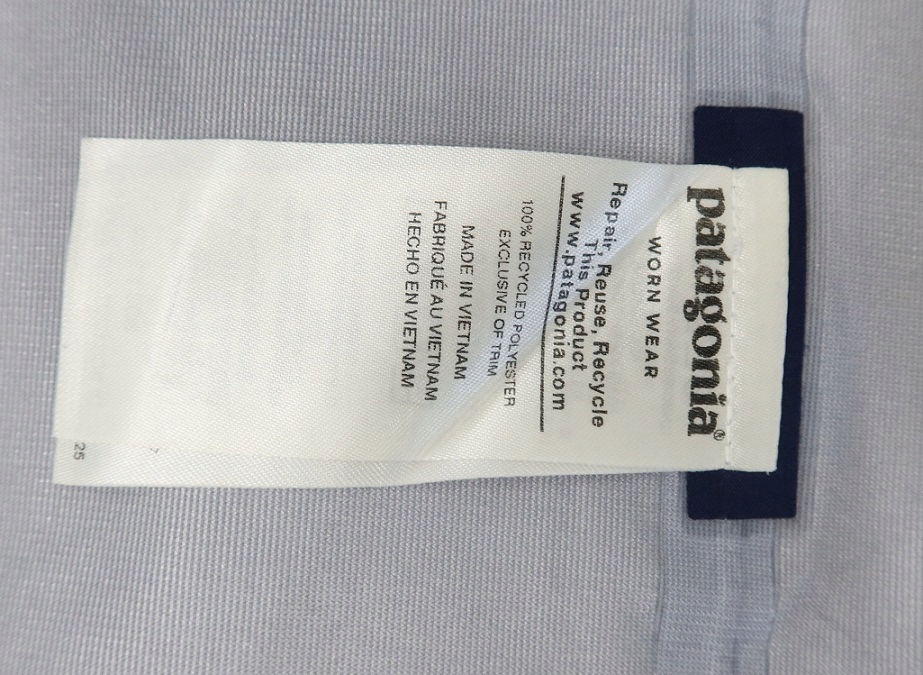 patagonia®
WORN WEAR
Repair, Reuse, Recycle
This Product
www.patagonia.com
100% RECYCLED POLYESTER
EXCLUSIVE OF TRIM
MADE IN VIETNAM
FABRIQUÉ AU VIETNAM
HECHO EN VIETNAM
25